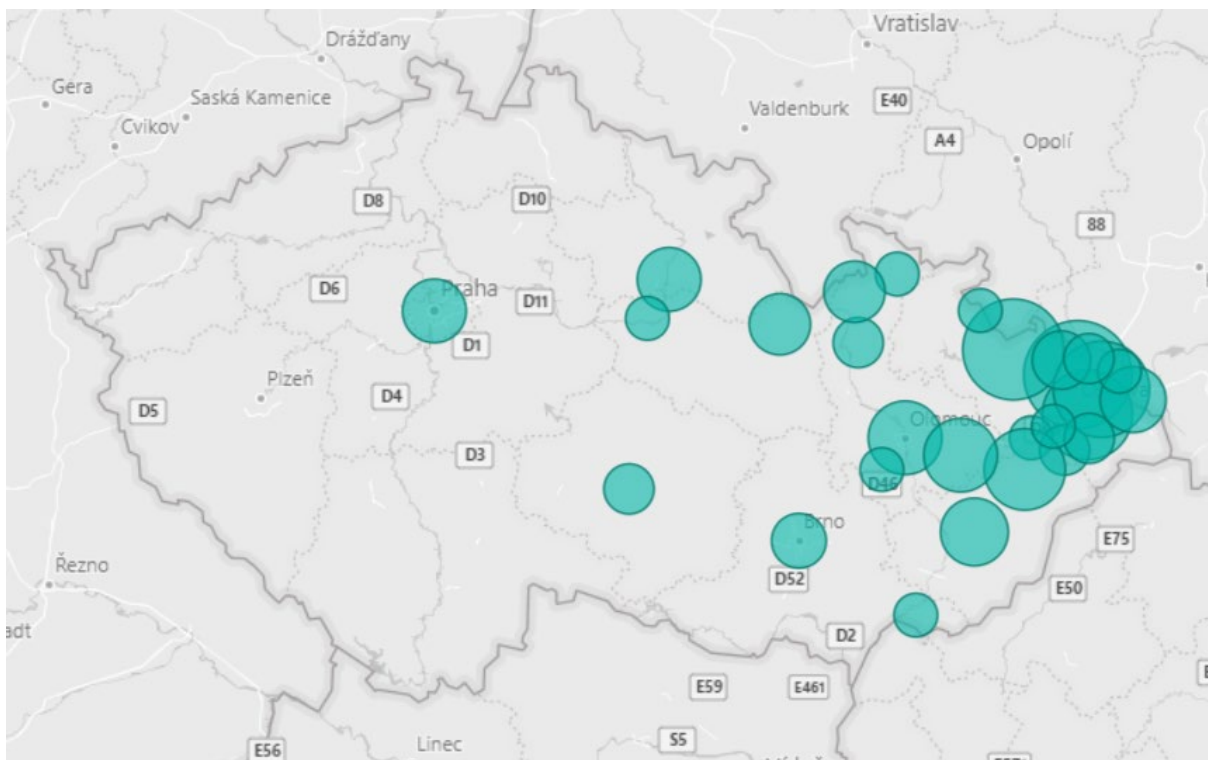 Vratislav
Drážďany
Gera
Saská Kamenice
E40
Valdenburk
Cvikov
A4
Opolí
D8
D10
88
D6
Praha
D11
D1
Plzeň
D4
D5
Olomouc
D3
D46
Brno
E75
Řezno
D52
E50
adt
D2
E59
E461
S5
Linec
E56